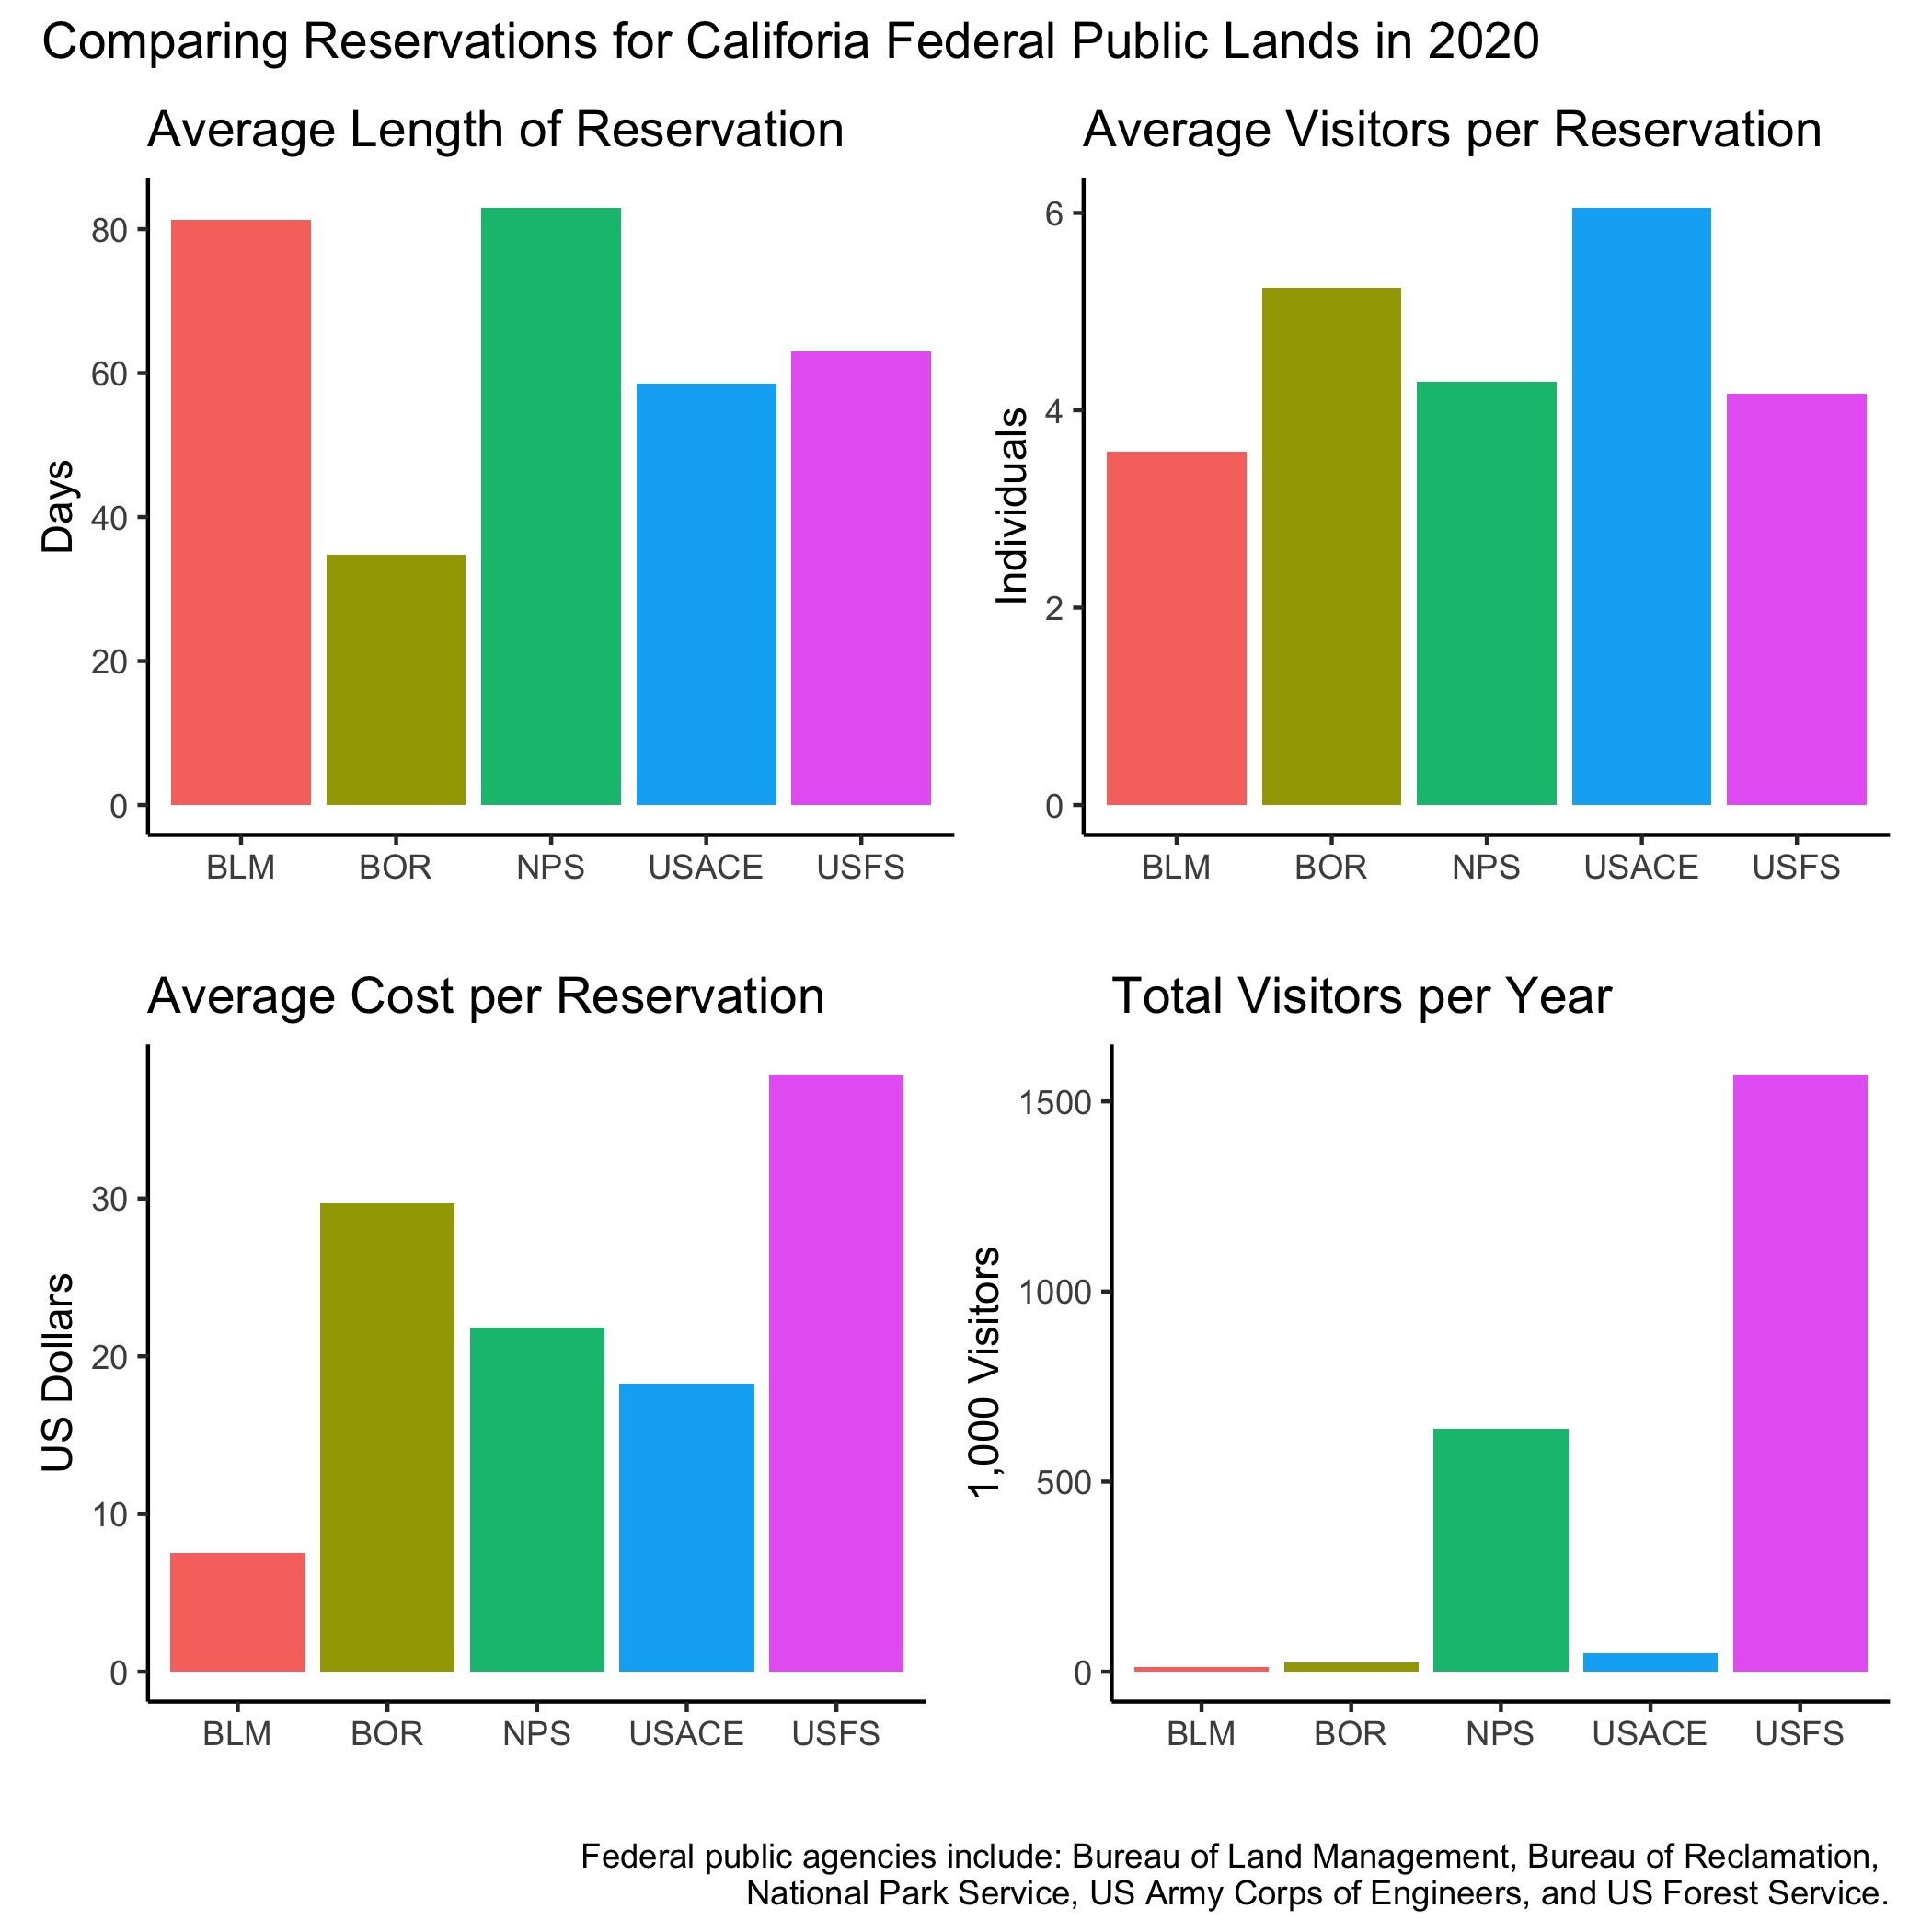 Comparing Reservations for Califoria Federal Public Lands in 2020
Average Length of Reservation
Days
80
60
40
20
0
BLM BOR NPS USACE USFS
Average Visitors per Reservation
Individuals
6
4
2
0
BLM BOR NPS USACE USFS
Average Cost per Reservation
US Dollars
30
20
10
0
BLM BOR NPS USACE USFS
Total Visitors per Year
1,000 Visitors
1500
1000
500
0
BLM BOR NPS USACE USFS
Federal public agencies include: Bureau of Land Management, Bureau of Reclamation,
National Park Service, US Army Corps of Engineers, and US Forest Service.